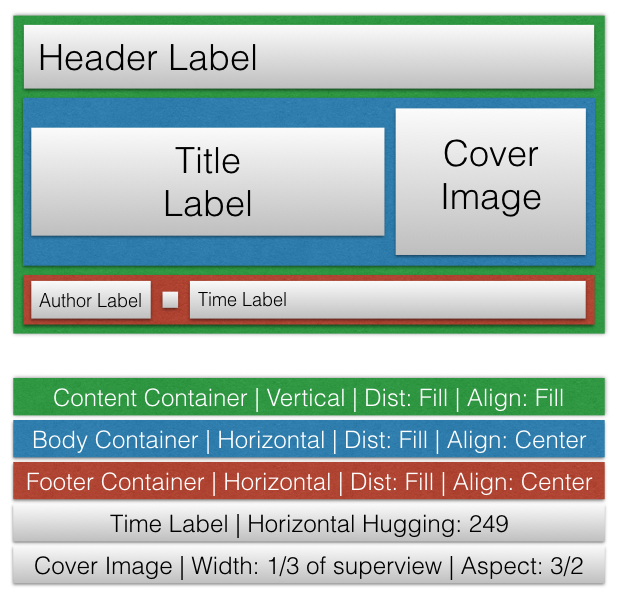 Header Label
Title
Label
Cover
Image
Author Label
Time Label
Content Container | Vertical | Dist: Fill | Align: Fill
Body Container | Horizontal | Dist: Fill | Align: Center
Footer Container | Horizontal | Dist: Fill | Align: Center
Time Label | Horizontal Hugging: 249
Cover Image | Width: 1/3 of superview | Aspect: 3/2